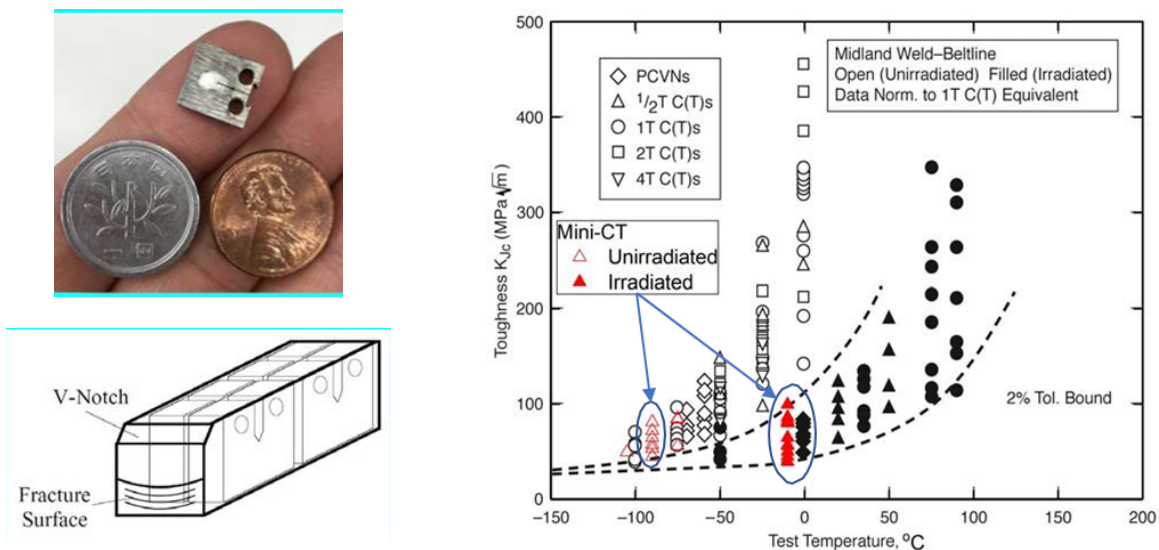 V-Notch
Fracture
Surface
Toughness K_Jc (MPa√m)
500
400
300
200
100
0
PCVNs
1/2T C(T)s
1T C(T)s
2T C(T)s
4T C(T)s
Midland Weld–Beltline
Open (Unirradiated) Filled (Irradiated)
Data Norm. to 1T C(T) Equivalent
Mini-CT
Unirradiated
Irradiated
2% Tol. Bound
−150 −100 −50 0 50 100 150 200
Test Temperature, °C